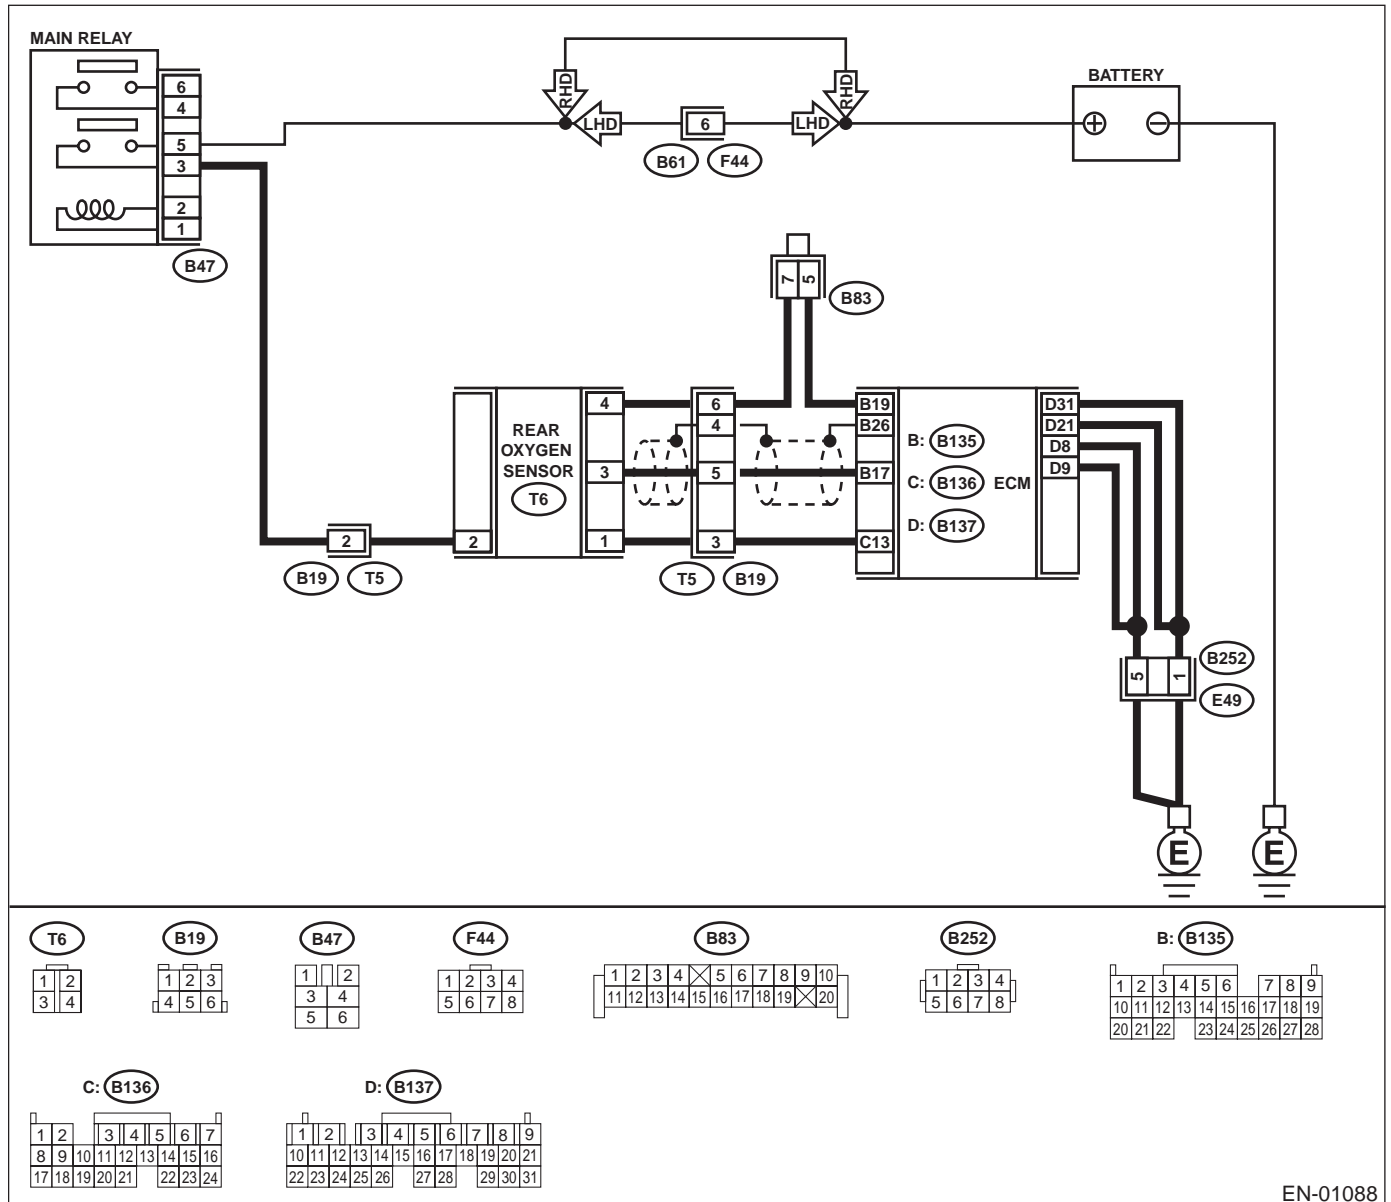 MAIN RELAY
6
4
5
3
2
1
B47
RHD
LHD
6
LHD
RHD
B61 F44
BATTERY
+ −
7 5
B83
4
3
1
2
REAR
OXYGEN
SENSOR
T6
2
B19 T5
6
4
5
3
T5 B19
B19
B26
B17
C13
B: B135
C: B136 ECM
D: B137
D31
D21
D8
D9
5 1
B252
E49
E E
T6
1 2
3 4
B19
1 2 3
4 5 6
B47
1 2
3 4
5 6
F44
1 2 3 4
5 6 7 8
B83
1 2 3 4 5 6 7 8 9 10
11 12 13 14 15 16 17 18 19 20
B252
1 2 3 4
5 6 7 8
B: B135
1 2 3 4 5 6 7 8 9
10 11 12 13 14 15 16 17 18 19
20 21 22 23 24 25 26 27 28
C: B136
1 2 3 4 5 6 7
8 9 10 11 12 13 14 15 16
17 18 19 20 21 22 23 24
D: B137
1 2 3 4 5 6 7 8 9
10 11 12 13 14 15 16 17 18 19 20 21
22 23 24 25 26 27 28 29 30 31
EN-01088